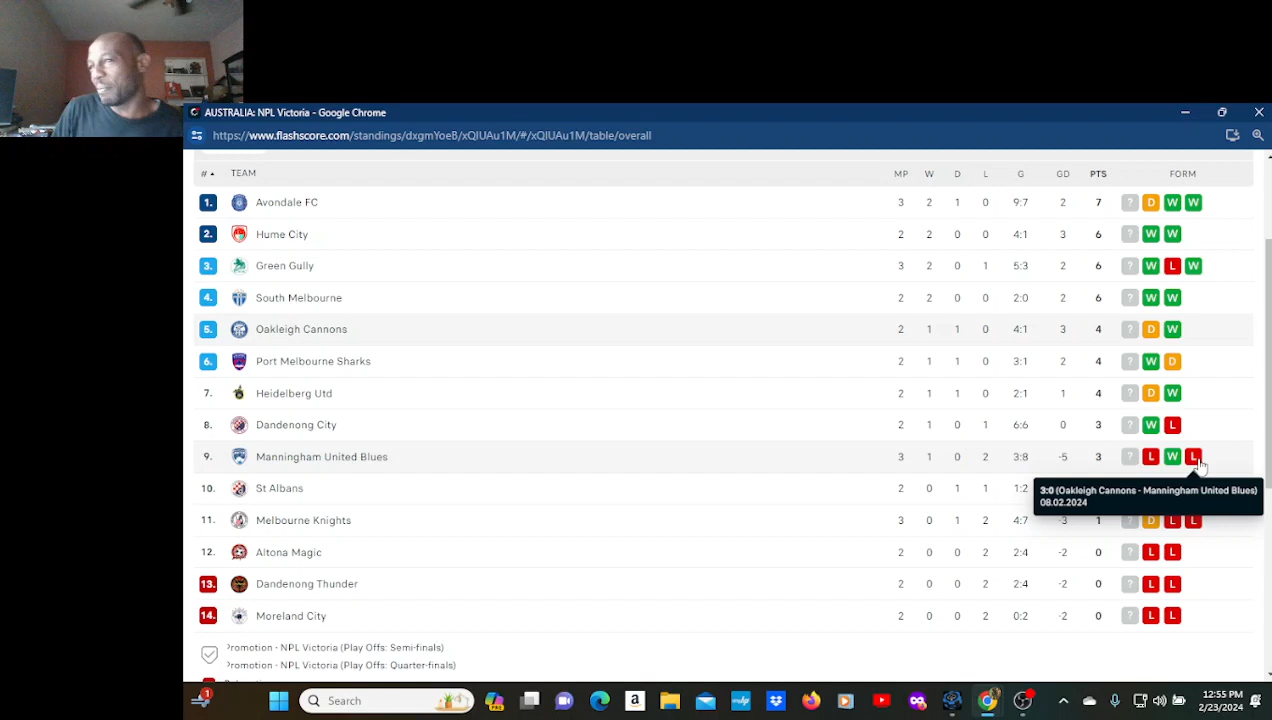 AUSTRALIA: NPL Victoria - Google Chrome
https://www.flashscore.com/standings/dxgmYoeB/xQIUAu1M/#/xQIUAu1M/table/overall
# TEAM MP W D L G GD PTS FORM
1. Avondale FC 3 2 1 0 9:7 2 7 ? D W W
2. Hume City 2 2 0 0 4:1 3 6 ? W W
3. Green Gully 3 2 0 1 5:3 2 6 ? W L W
4. South Melbourne 2 2 0 0 2:0 2 6 ? W W
5. Oakleigh Cannons 2 1 1 0 4:1 3 4 ? D W
6. Port Melbourne Sharks 2 1 1 0 3:1 2 4 ? W D
7. Heidelberg Utd 2 1 1 0 2:1 1 4 ? D W
8. Dandenong City 2 1 0 1 6:6 0 3 ? W L
9. Manningham United Blues 3 1 0 2 3:8 -5 3 ? L W L
10. St Albans 2 0 1 1 1:2
3:0 (Oakleigh Cannons - Manningham United Blues)
08.02.2024
11. Melbourne Knights 3 0 1 2 4:7 -3 1 ? D L L
12. Altona Magic 2 0 0 2 2:4 -2 0 ? L L
13. Dandenong Thunder 2 0 0 2 2:4 -2 0 ? L L
14. Moreland City 2 0 0 2 0:2 -2 0 ? L L
Promotion - NPL Victoria (Play Offs: Semi-finals)
Promotion - NPL Victoria (Play Offs: Quarter-finals)
1 Search PRE a 12:55 PM
2/23/2024